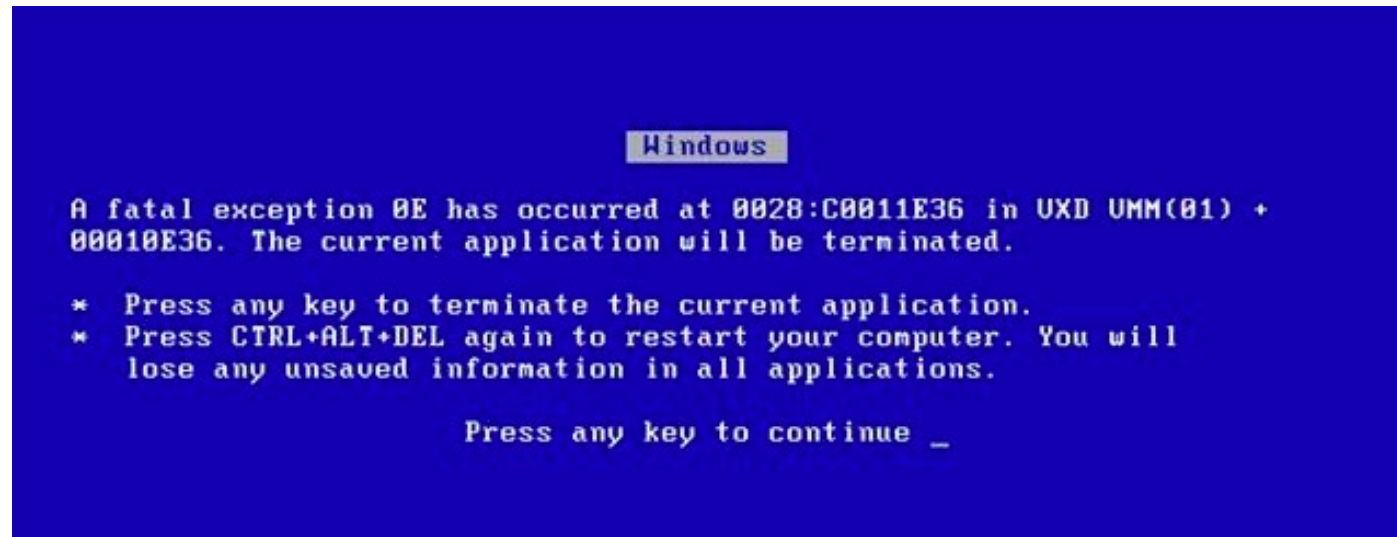 Windows
A fatal exception 0E has occurred at 0028:C0011E36 in UXD UMM(01) +
00010E36. The current application will be terminated.
* Press any key to terminate the current application.
* Press CTRL+ALT+DEL again to restart your computer. You will
lose any unsaved information in all applications.
Press any key to continue _